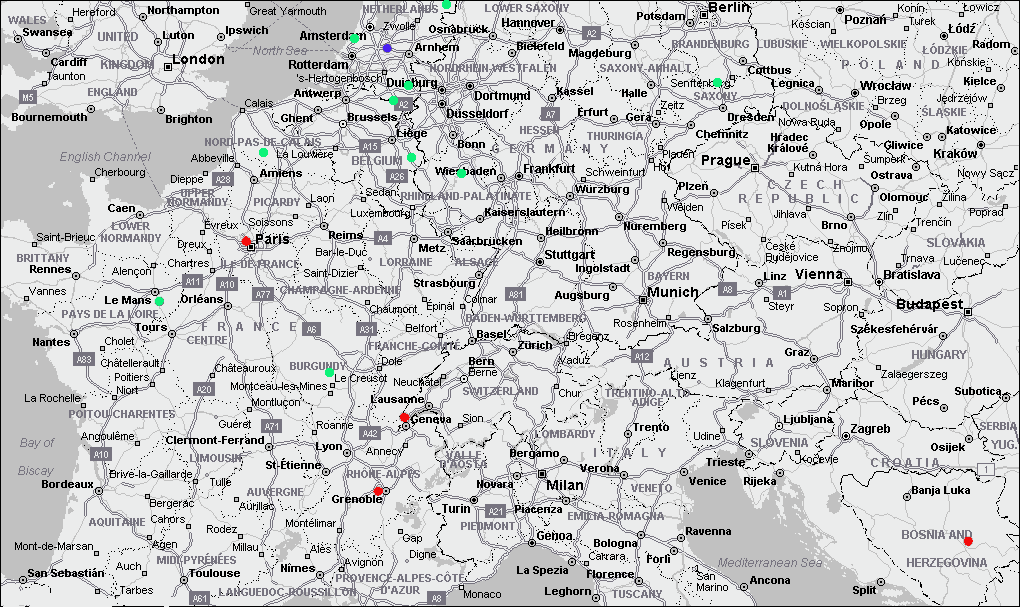 WALES
Hereford
Northampton
Great Yarmouth
NETHERLANDS
LOWER SAXONY
Berlin
Konin
Łowicz
Swansea
UNITED
Luton
Ipswich
Amsterdam
Zwolle
Osnabrück
Hannover
A2
Potsdam
Poznań
Turek
Kościan
Łódź
Cardiff
KINGDOM
London
North Sea
Arnhem
Bielefeld
BRANDENBURG
LUBUSKIE
WIELKOPOLSKIE
ŁÓDZKIE
Radom
Taunton
Rotterdam
Magdeburg
's-Hertogenbosch
NORDRHEIN-WESTFALEN
SAXONY-ANHALT
Cottbus
POLAND
M5
ENGLAND
Antwerp
Duisburg
Dortmund
Kassel
Halle
Senftenberg
Legnica
Wrocław
Kielce
Bournemouth
Brighton
Calais
Ghent
Brussels
A2
Düsseldorf
A7
Erfurt
Gera
Zeitz
SAXONY
Dresden
DOLNOŚLĄSKIE
Brzeg
Jędrzejów
ŚLĄSKIE
Nowa Ruda
Opole
NORD-PAS-DE-CALAIS
Liège
HESSEN
THURINGIA
Chemnitz
Hradec
Králové
Katowice
English Channel
Abbeville
La Louvière
A15
BELGIUM
Bonn
GERMANY
Plauen
Prague
Gliwice
Kraków
Cherbourg
Dieppe
A28
Amiens
A26
Wiesbaden
Frankfurt
Schweinfurt
Hof
Kutná Hora
Šumperk
Ostrava
Nowy Sącz
UPPER
NORMANDY
PICARDY
Laon
Sedan
RHINELAND-PALATINATE
Würzburg
Plzeň
CZECH
REPUBLIC
Olomouc
Žilina
Caen
Évreux
Soissons
Luxembourg
Kaiserslautern
Weiden
Jihlava
Zlín
Poprad
LOWER
NORMANDY
Saint-Brieuc
Dreux
Paris
Reims
A4
Metz
Saarbrücken
Heilbronn
Nuremberg
Písek
Brno
Trenčín
BRITTANY
Bar-le-Duc
České
Budějovice
Znojmo
SLOVAKIA
Rennes
Alençon
Chartres
ÎLE-DE-FRANCE
Saint-Dizier
LORRAINE
ALSACE
Stuttgart
Ingolstadt
Regensburg
Trnava
Lučenec
Vannes
A11
A10
CHAMPAGNE-ARDENNE
Strasbourg
BAYERN
Linz
Vienna
Bratislava
Le Mans
Orléans
A77
Colmar
A81
Augsburg
Munich
A8
A1
Steyr
Sopron
Budapest
PAYS DE LA LOIRE
Chaumont
Épinal
BADEN-WÜRTTEMBERG
Rosenheim
Salzburg
Székesfehérvár
Nantes
Tours
FRANCE
A6
A31
Belfort
Basel
Bregenz
CENTRE
FRANCHE-COMTÉ
Zürich
Graz
HUNGARY
A83
Cholet
Châtellerault
Châteauroux
BURGUNDY
Dole
Bern
Berne
Vaduz
A12
AUSTRIA
Zalaegerszeg
Poitiers
Le Creusot
Neuchâtel
Lienz
Klagenfurt
Maribor
Niort
A20
Montceau-les-Mines
SWITZERLAND
Chur
TRENTINO-ALTO
ADIGE
Subotica
La Rochelle
Montluçon
Lausanne
Pécs
POITOU-CHARENTES
Guéret
A71
Roanne
A42
Geneva
Sion
Trento
Udine
Ljubljana
Zagreb
SERBIA
Bay of
Biscay
Angoulême
Clermont-Ferrand
Lyon
Annecy
LOMBARDY
SLOVENIA
Osijek
YUG.
A10
LIMOUSIN
St-Étienne
VALLE
D'AOSTA
Bergamo
ITALY
Trieste
Kočevje
CROATIA
1
Brive-la-Gaillarde
RHÔNE-ALPES
Verona
Bordeaux
Tulle
AUVERGNE
Grenoble
Novara
Milan
VENETO
Venice
Rijeka
Banja Luka
Bergerac
Aurillac
Turin
A21
Piacenza
AQUITAINE
Cahors
Rodez
Montélimar
Gap
PIEDMONT
EMILIA-ROMAGNA
Ravenna
BOSNIA AND
HERZEGOVINA
Mont-de-Marsan
Agen
Millau
Alès
Digne
Genoa
Bologna
MIDI-PYRÉNÉES
Avignon
Carrara
Forlì
Mediterranean Sea
San Sebastián
Auch
Toulouse
Nîmes
PROVENCE-ALPES-CÔTE
D'AZUR
La Spezia
Florence
San
Marino
Ancona
Tarbes
A61
LANGUEDOC-ROUSSILLON
A8
Monaco
Leghorn
TUSCANY
Split